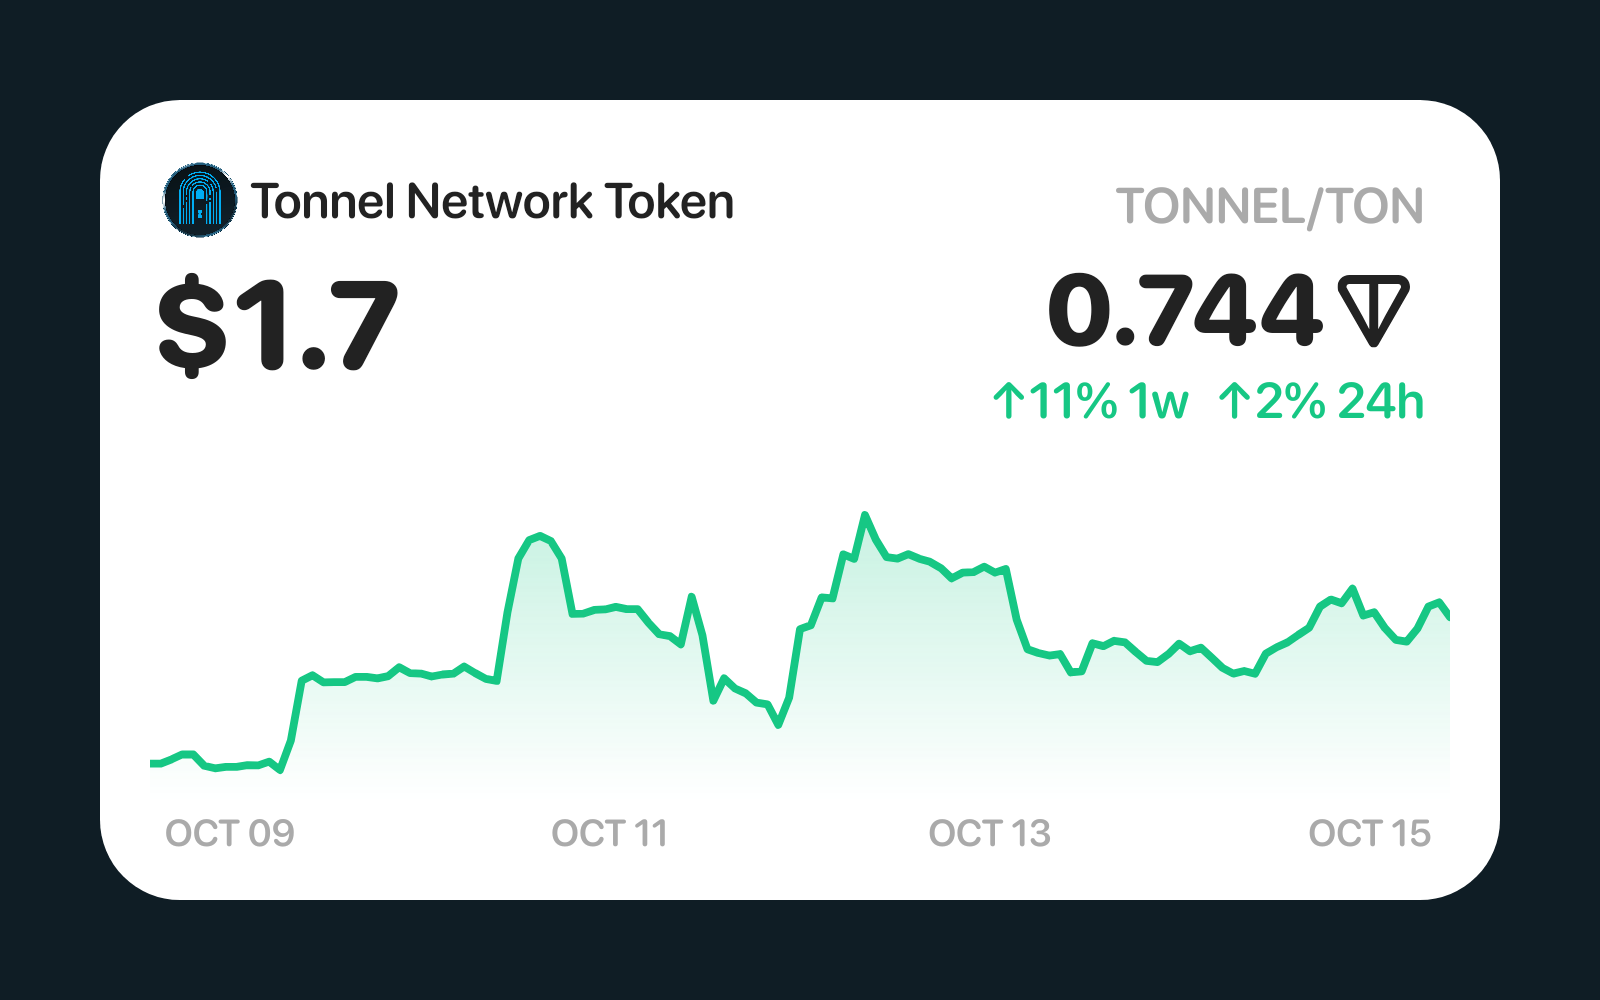 Tonnel Network Token
TONNEL/TON
$1.7
0.744
↑11% 1w ↑2% 24h
OCT 09
OCT 11
OCT 13
OCT 15